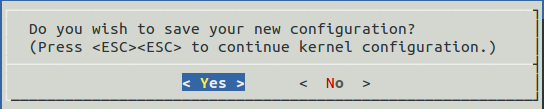 Do you wish to save your new configuration?
(Press <ESC><ESC> to continue kernel configuration.)
< Yes > < No >